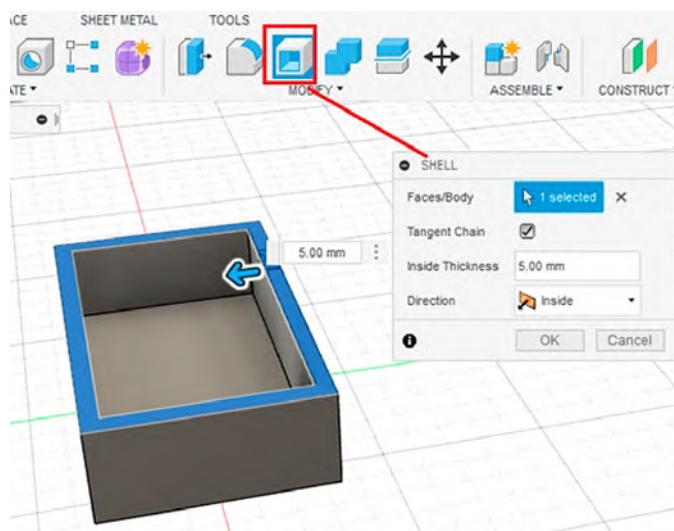 CE SHEET METAL TOOLS
ATE MODIFY ASSEMBLE CONSTRUCT
SHELL
Faces/Body 1 selected
Tangent Chain
Inside Thickness 5.00 mm
Direction Inside
OK Cancel
5.00 mm